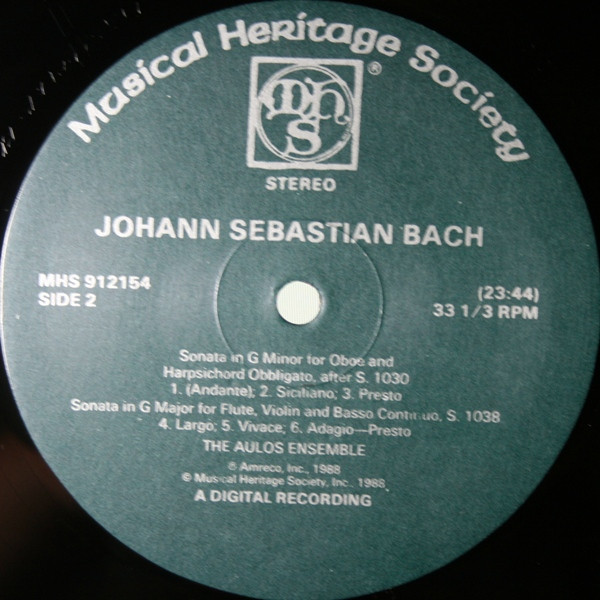 Musical Heritage Society
mhs
®
STEREO
JOHANN SEBASTIAN BACH
MHS 912154
SIDE 2
(23:44)
33 1/3 RPM
Sonata in G Minor for Oboe and
Harpsichord Obbligato, after S. 1030
1. (Andante); 2. Siciliano; 3. Presto
Sonata in G Major for Flute, Violin and Basso Continuo, S. 1038
4. Largo; 5. Vivace; 6. Adagio—Presto
THE AULOS ENSEMBLE
℗ Amreco, Inc., 1988
© Musical Heritage Society, Inc., 1988
A DIGITAL RECORDING